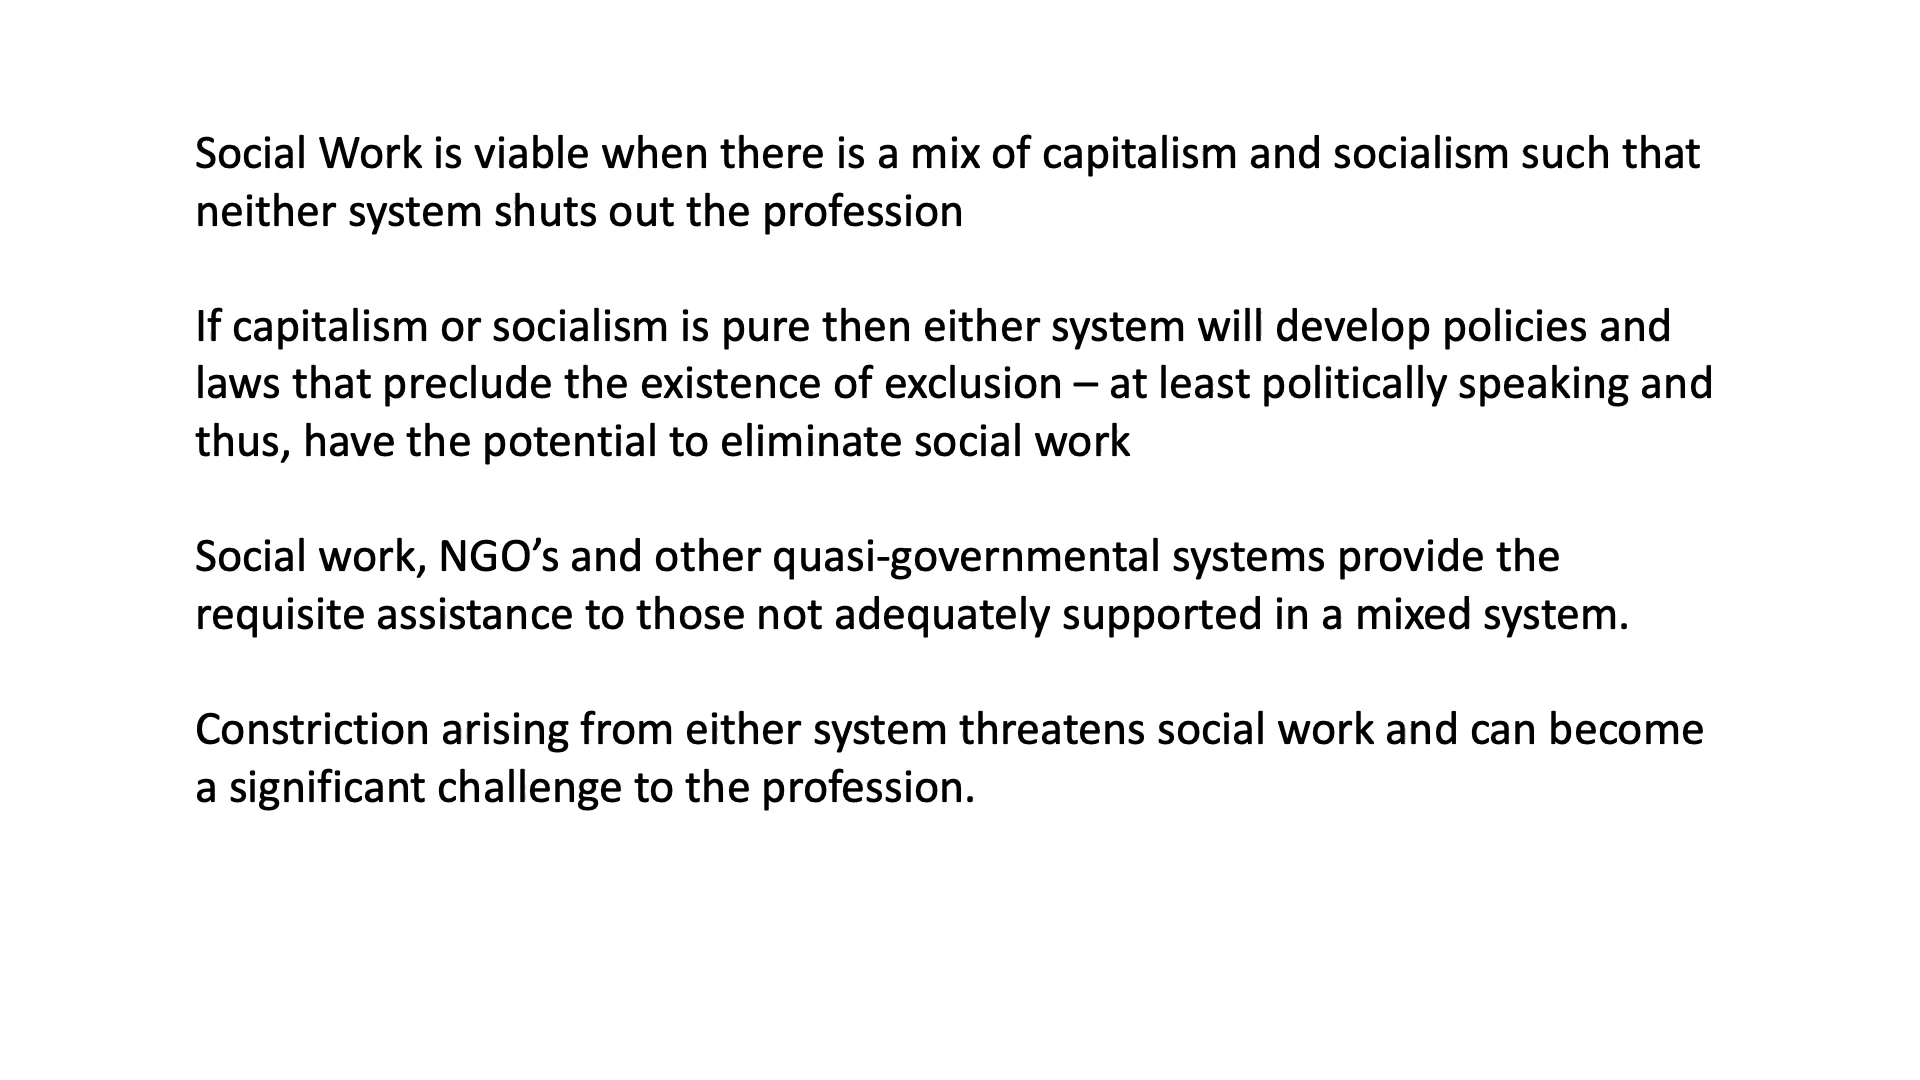 Social Work is viable when there is a mix of capitalism and socialism such that
neither system shuts out the profession
If capitalism or socialism is pure then either system will develop policies and
laws that preclude the existence of exclusion – at least politically speaking and
thus, have the potential to eliminate social work
Social work, NGO’s and other quasi-governmental systems provide the
requisite assistance to those not adequately supported in a mixed system.
Constriction arising from either system threatens social work and can become
a significant challenge to the profession.